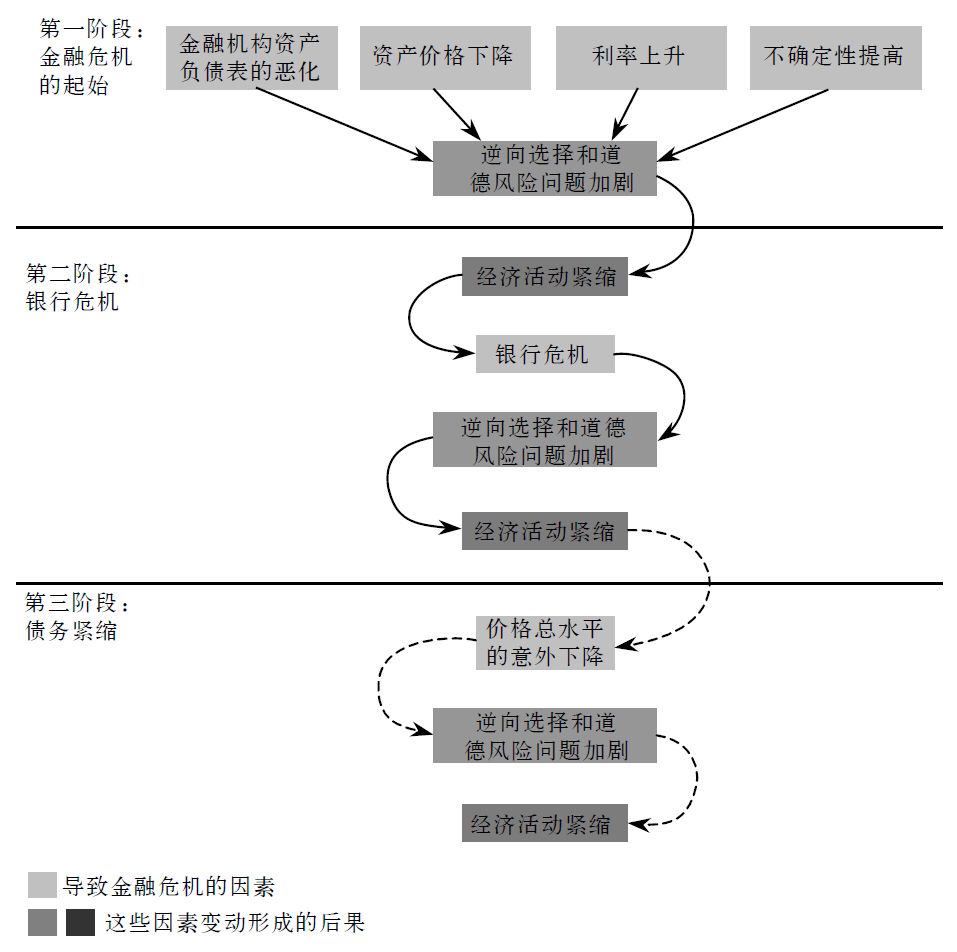 第一阶段：
金融危机
的起始
金融机构资产
负债表的恶化
资产价格下降
利率上升
不确定性提高
逆向选择和道
德风险问题加剧
第二阶段：
银行危机
经济活动紧缩
银行危机
逆向选择和道德
风险问题加剧
经济活动紧缩
第三阶段：
债务紧缩
价格总水平
的意外下降
逆向选择和道
德风险问题加剧
经济活动紧缩
导致金融危机的因素
这些因素变动形成的后果